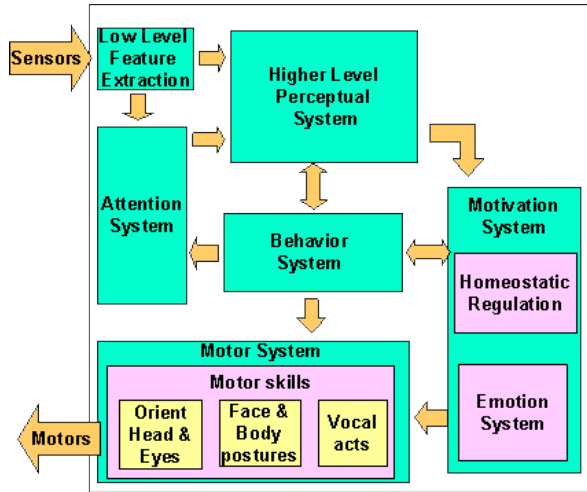 Sensors
Low Level
Feature
Extraction
Higher Level
Perceptual
System
Attention
System
Behavior
System
Motivation
System
Homeostatic
Regulation
Emotion
System
Motor System
Motor skills
Orient
Head &
Eyes
Face &
Body
postures
Vocal
acts
Motors